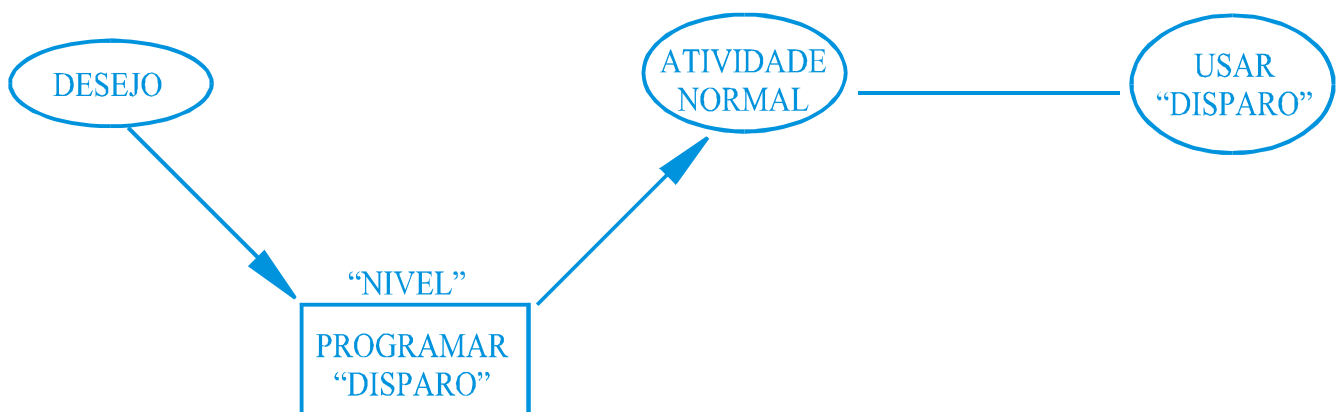 DESEJO
“NIVEL”
PROGRAMAR
“DISPARO”
ATIVIDADE
NORMAL
USAR
“DISPARO”